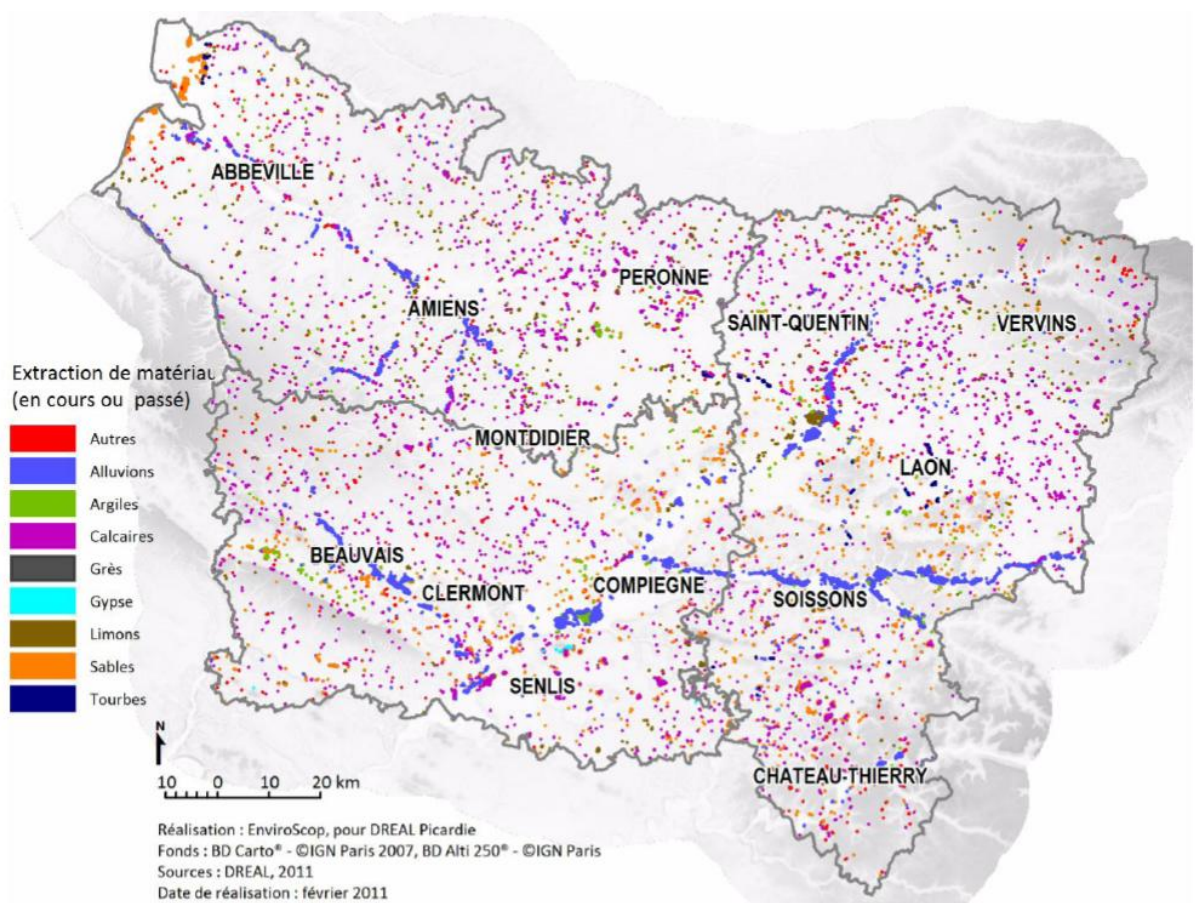 ABBEVILLE
PERONNE
AMIENS
SAINT-QUENTIN
VERVINS
Extraction de matériau
(en cours ou passé)
Autres
Alluvions
Argiles
Calcaires
Grès
Gypse
Limons
Sables
Tourbes
MONTDIDIER
LAON
BEAUVAIS
CLERMONT
COMPIEGNE
SOISSONS
SENLIS
CHATEAU-THIERRY
N
10 0 10 20 km
Réalisation : EnviroScop, pour DREAL Picardie
Fonds : BD Carto® - ©IGN Paris 2007, BD Alti 250® - ©IGN Paris
Sources : DREAL, 2011
Date de réalisation : février 2011